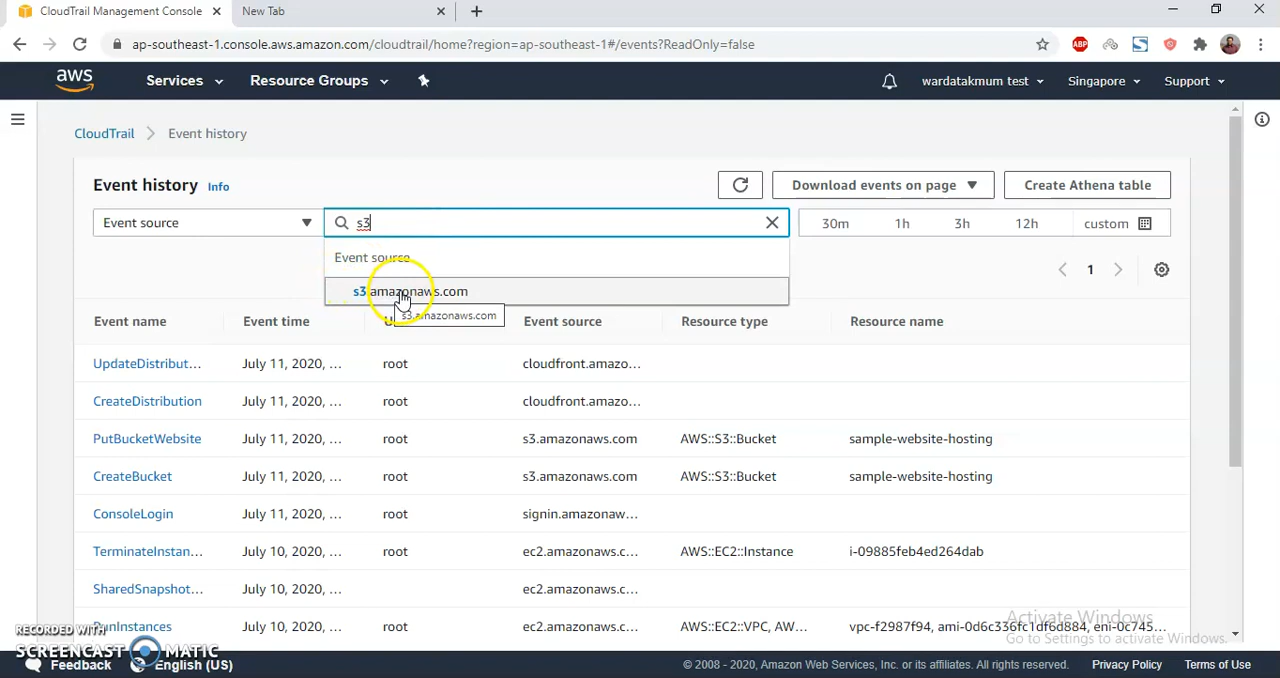 CloudTrail Management Console
New Tab
ap-southeast-1.console.aws.amazon.com/cloudtrail/home?region=ap-southeast-1#/events?ReadOnly=false
ABP
aws
Services
Resource Groups
wardatakmum test
Singapore
Support
CloudTrail
Event history
Event history
Info
Download events on page
Create Athena table
Event source
s3
30m 1h 3h 12h custom
Event source
1
s3.amazonaws.com
s3.amazonaws.com
Event name Event time Event source Resource type Resource name
UpdateDistribut... July 11, 2020, ... root cloudfront.amazo...
CreateDistribution July 11, 2020, ... root cloudfront.amazo...
PutBucketWebsite July 11, 2020, ... root s3.amazonaws.com AWS::S3::Bucket sample-website-hosting
CreateBucket July 11, 2020, ... root s3.amazonaws.com AWS::S3::Bucket sample-website-hosting
ConsoleLogin July 11, 2020, ... root signin.amazonaw...
TerminateInstan... July 10, 2020, ... root ec2.amazonaws.c... AWS::EC2::Instance i-09885feb4ed264dab
SharedSnapshot... July 10, 2020, ... root ec2.amazonaws.c...
RunInstances July 10, 2020, ... root ec2.amazonaws.c... AWS::EC2::VPC, AW... vpc-f2987f94, ami-0d6c336fc1df6d884, eni-0c745...
Activate Windows
Go to Settings to activate Windows.
RECORDED WITH
SCREENCAST MATIC
Feedback
English (US)
© 2008 - 2020, Amazon Web Services, Inc. or its affiliates. All rights reserved.
Privacy Policy
Terms of Use